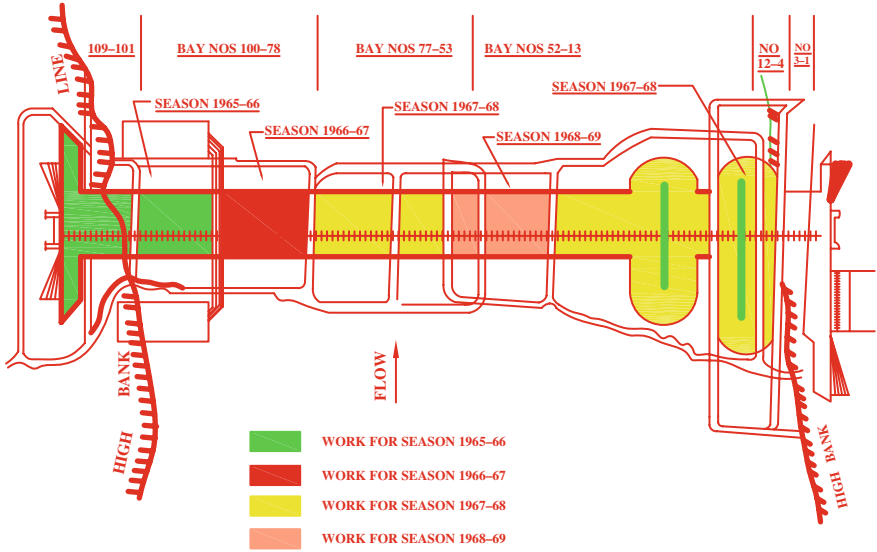 109–101
BAY NOS 100–78
BAY NOS 77–53
BAY NOS 52–13
NO
12–4
NO
3–1
LINE
SEASON 1965–66
SEASON 1966–67
SEASON 1967–68
SEASON 1968–69
SEASON 1967–68
FLOW
BANK
HIGH
HIGH BANK
WORK FOR SEASON 1965–66
WORK FOR SEASON 1966–67
WORK FOR SEASON 1967–68
WORK FOR SEASON 1968–69